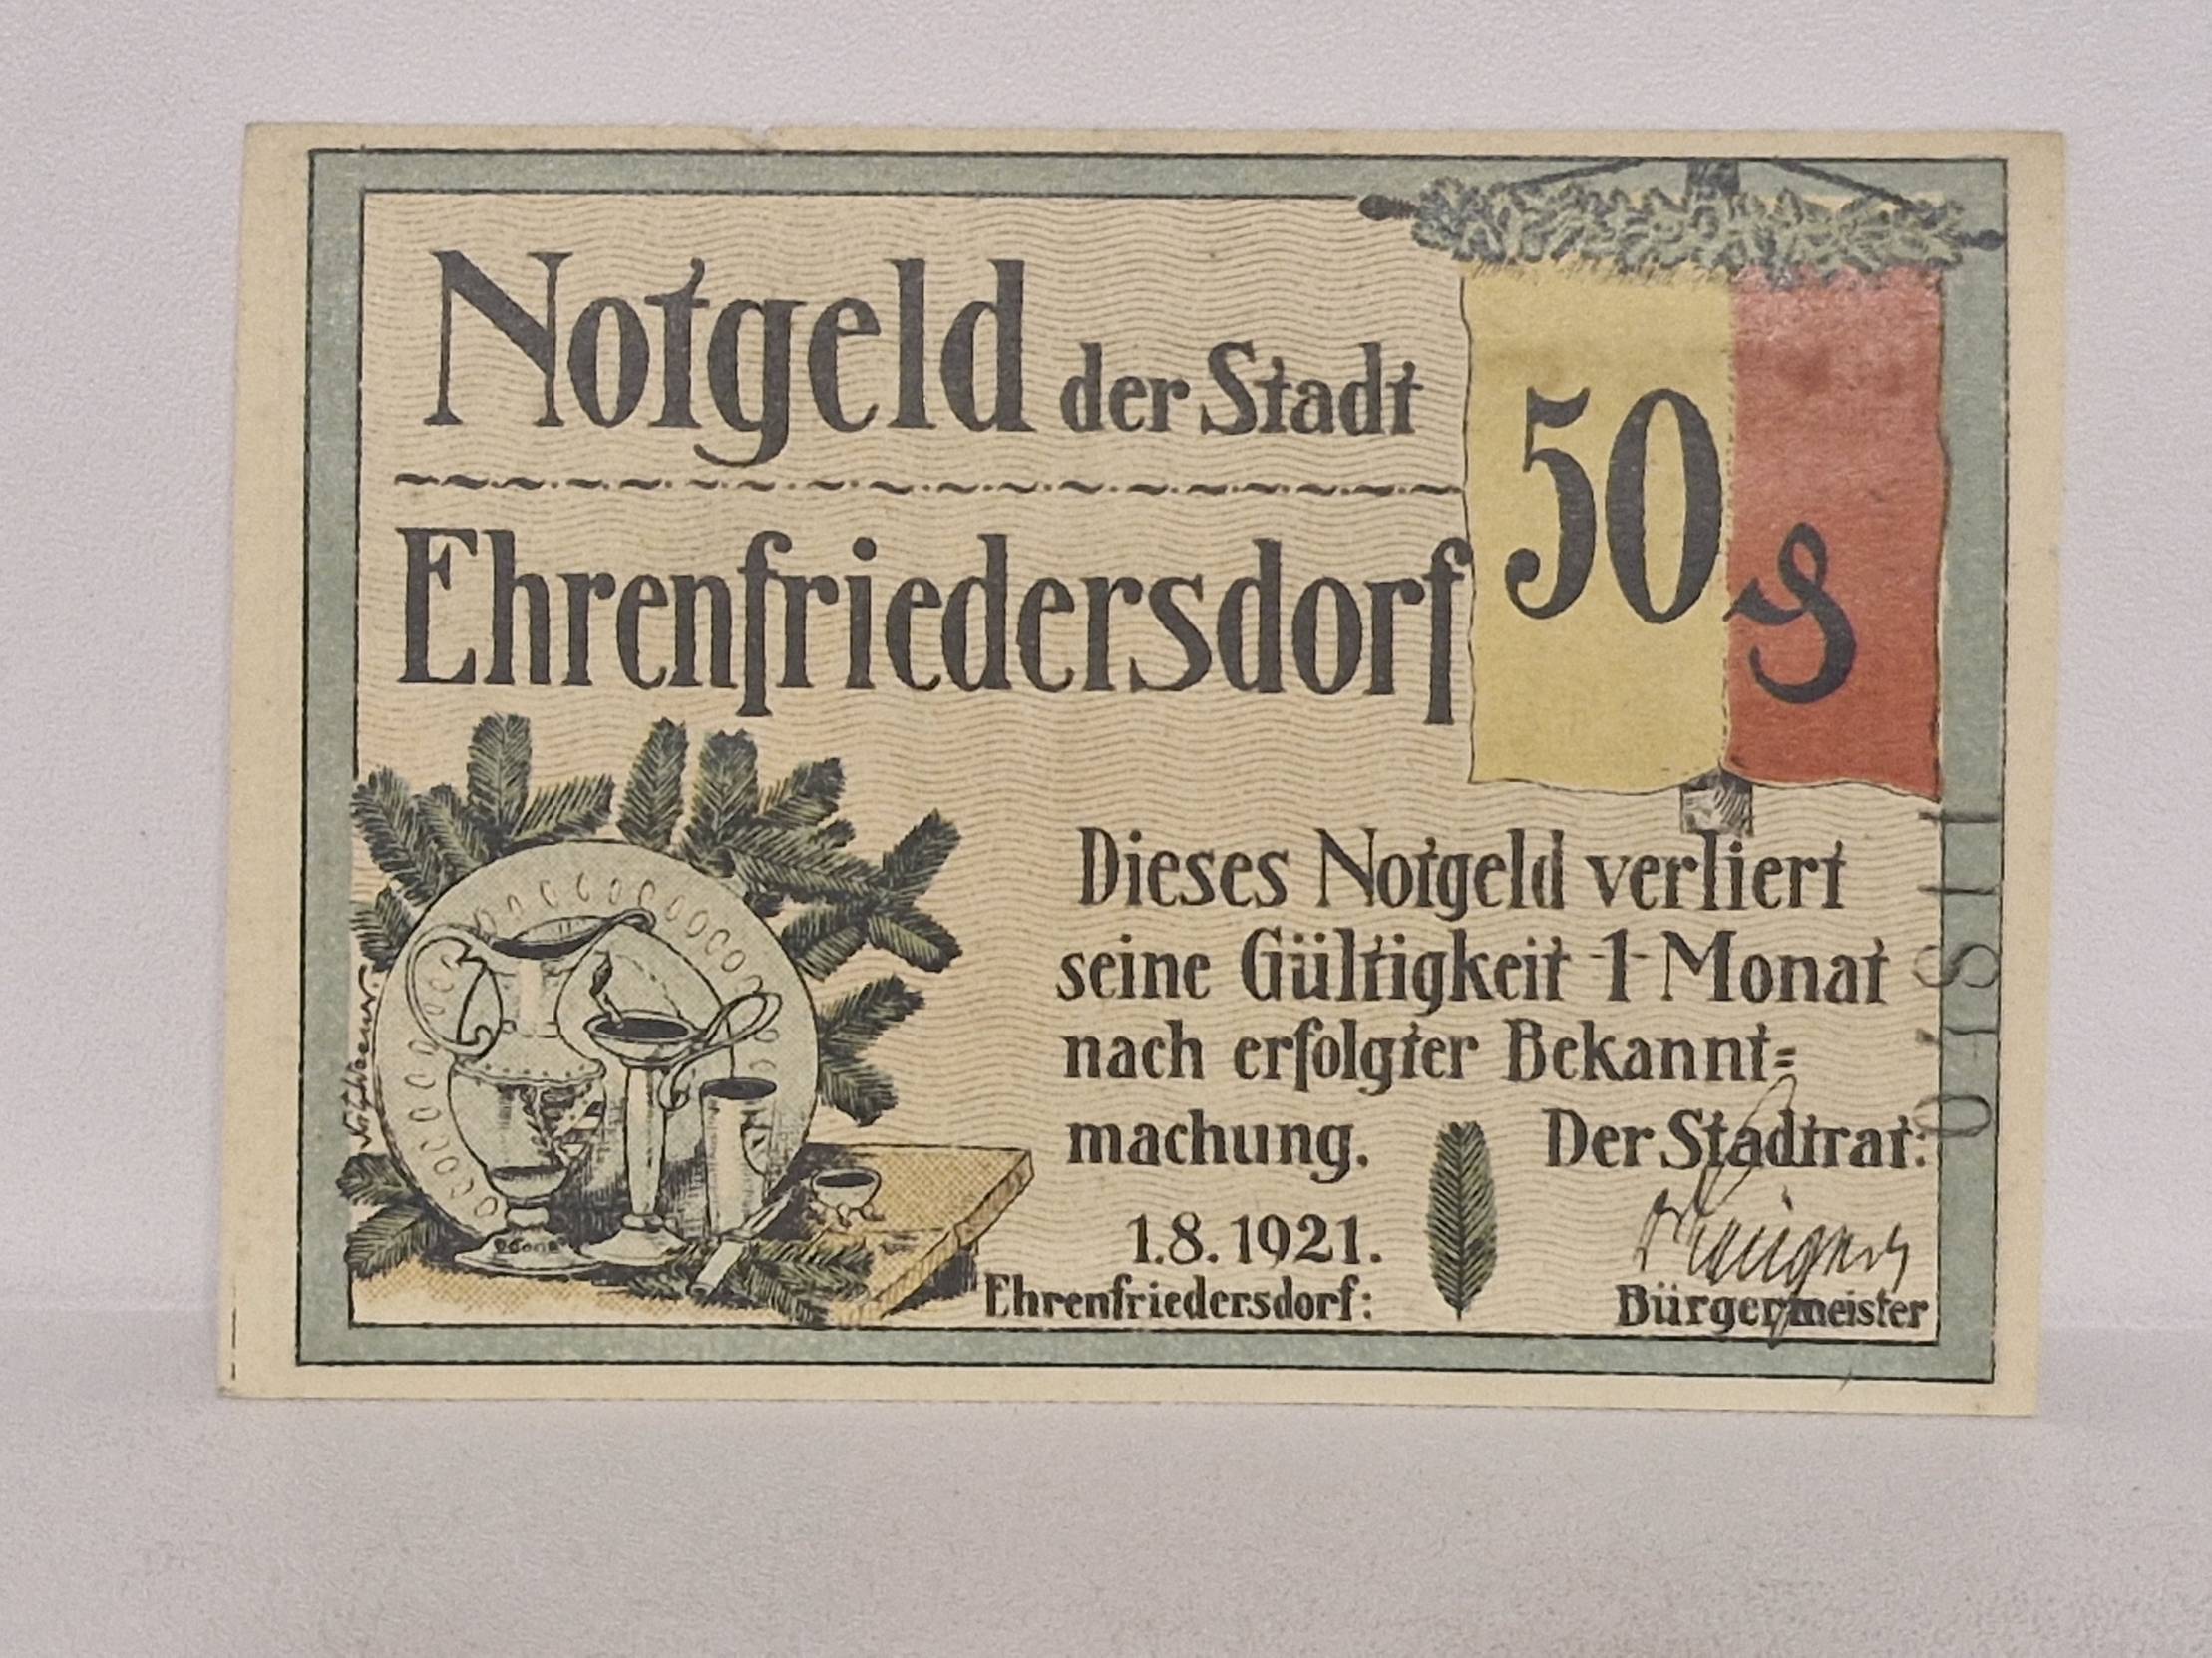 Notgeld der Stadt
Ehrenfriedersdorf
50 ₰
Dieses Notgeld verliert
seine Gültigkeit 1 Monat
nach erfolgter Bekannt=
machung.
Der Stadtrat:
1.8.1921.
Ehrenfriedersdorf:
Bürgermeister